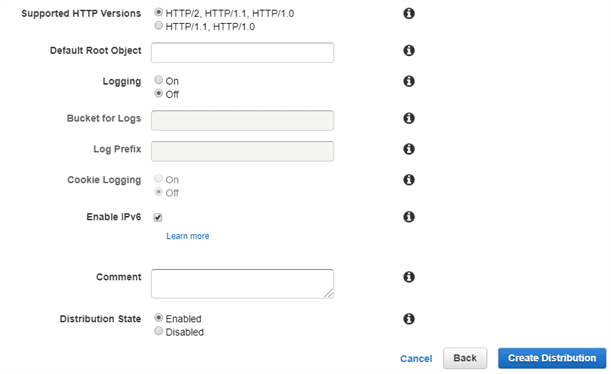 Supported HTTP Versions HTTP/2, HTTP/1.1, HTTP/1.0
HTTP/1.1, HTTP/1.0
Default Root Object
Logging On
Off
Bucket for Logs
Log Prefix
Cookie Logging On
Off
Enable IPv6
Learn more
Comment
Distribution State Enabled
Disabled
Cancel Back Create Distribution